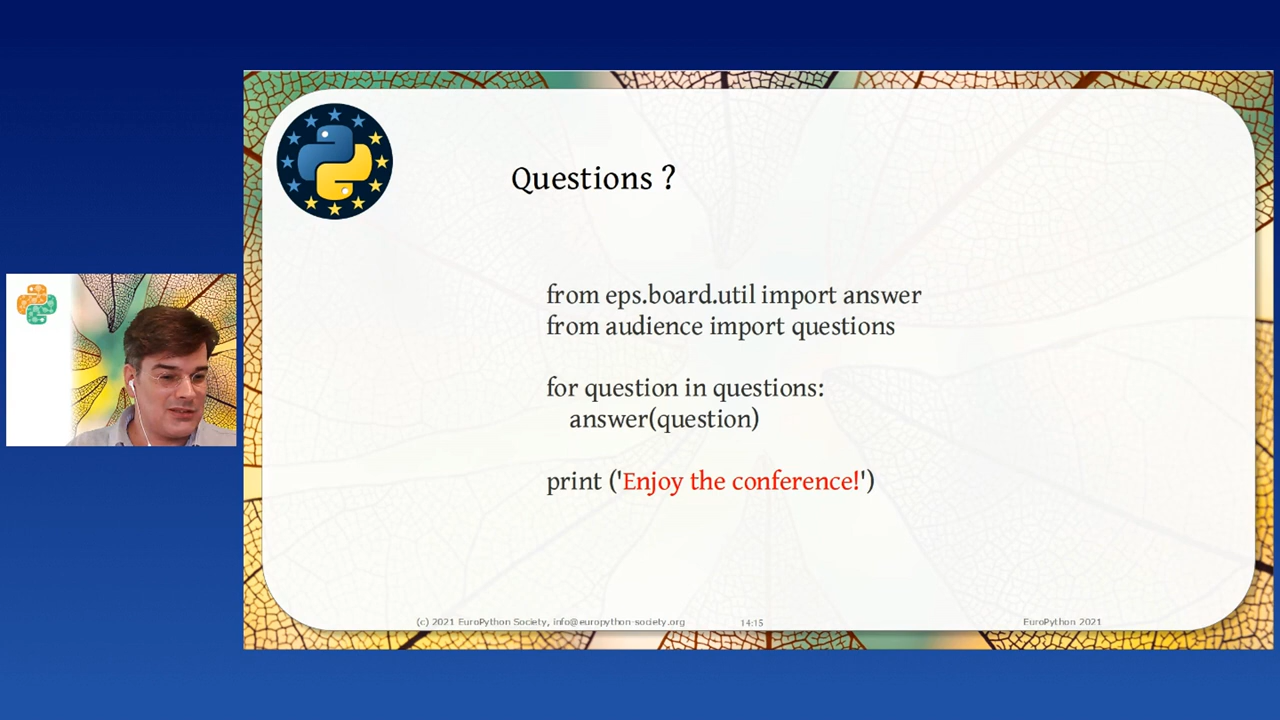 Questions ?
from eps.board.util import answer
from audience import questions
for question in questions:
answer(question)
print ('Enjoy the conference!')
(c) 2021 EuroPython Society, info@europython-society.org
14:15
EuroPython 2021